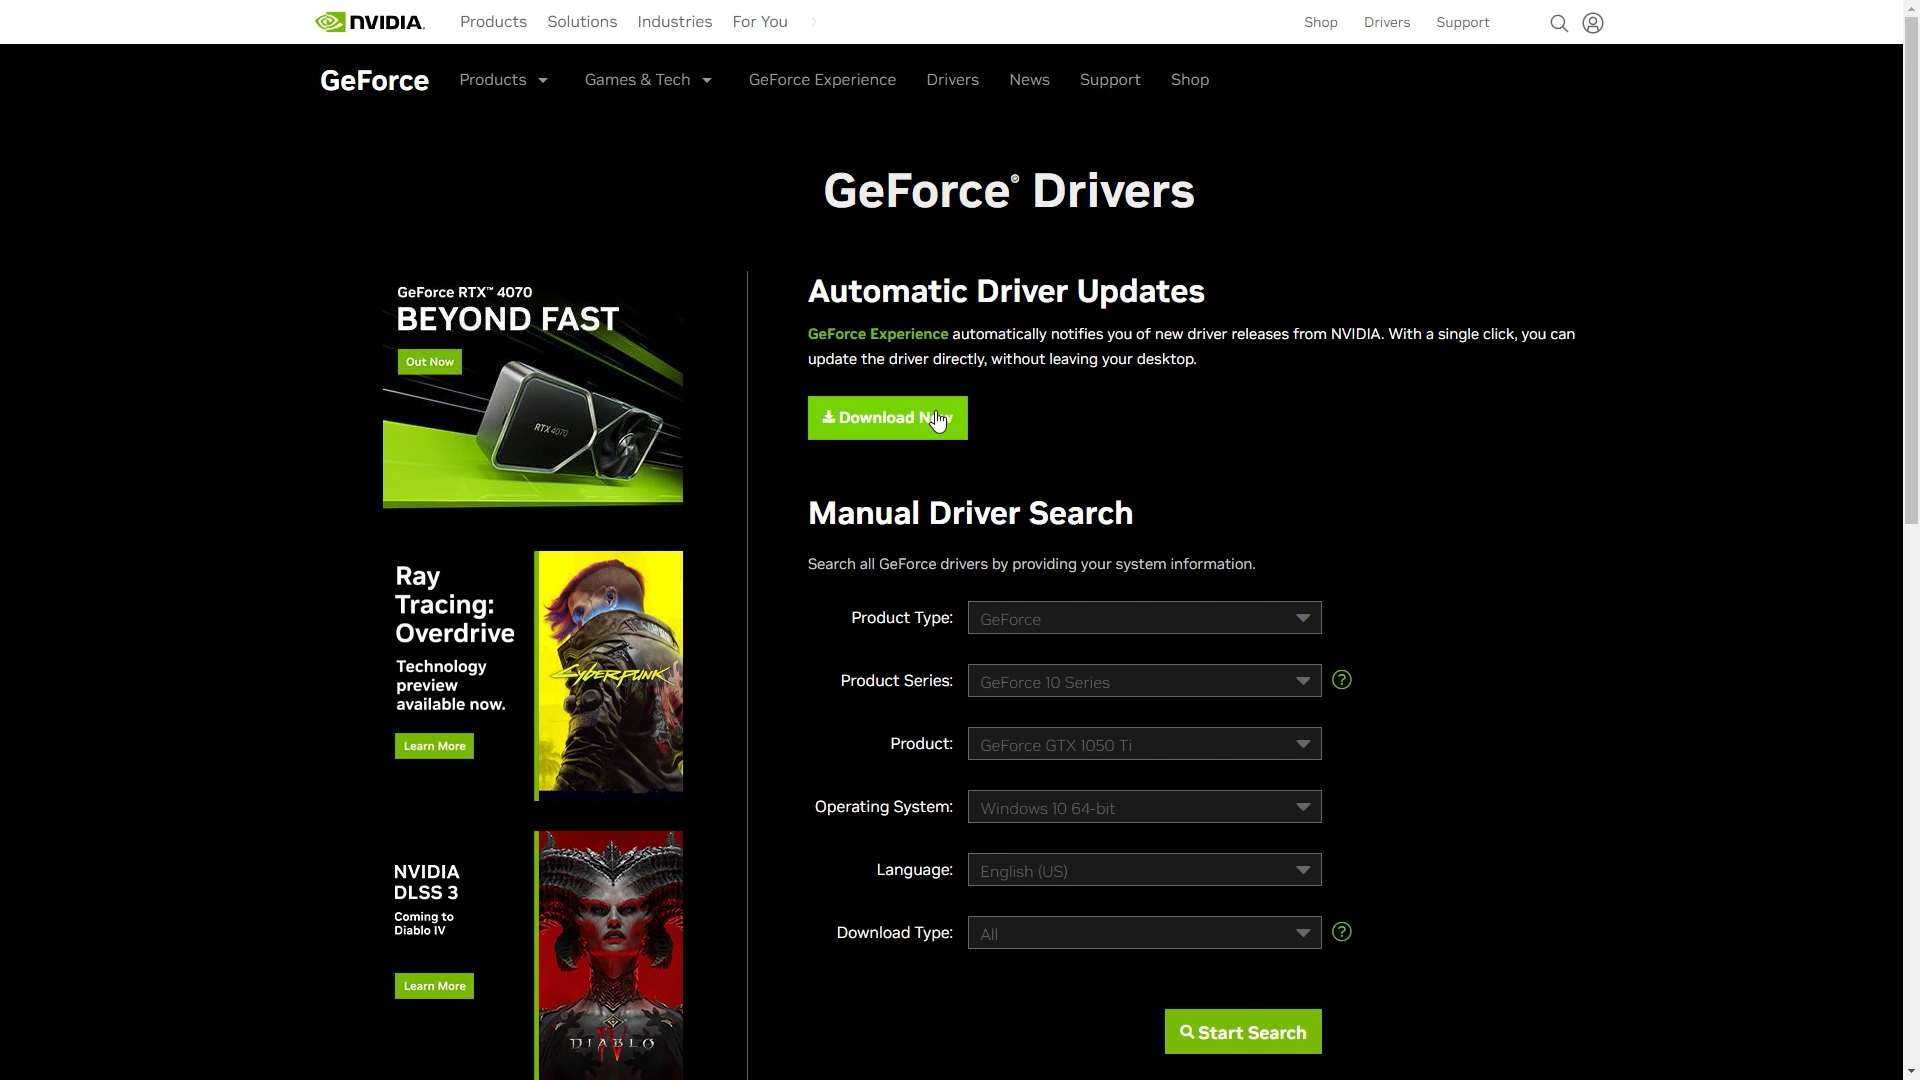 NVIDIA.
Products Solutions Industries For You
Shop Drivers Support
GeForce Products Games & Tech GeForce Experience Drivers News Support Shop
GeForce® Drivers
GeForce RTX™ 4070
BEYOND FAST
Out Now
RTX 4070
Ray
Tracing:
Overdrive
Technology
preview
available now.
Learn More
CYBERPUNK
NVIDIA
DLSS 3
Coming to
Diablo IV
Learn More
DIABLO
IV
Automatic Driver Updates
GeForce Experience automatically notifies you of new driver releases from NVIDIA. With a single click, you can
update the driver directly, without leaving your desktop.
Download Now
Manual Driver Search
Search all GeForce drivers by providing your system information.
Product Type: GeForce
Product Series: GeForce 10 Series ?
Product: GeForce GTX 1050 Ti
Operating System: Windows 10 64-bit
Language: English (US)
Download Type: All ?
Start Search